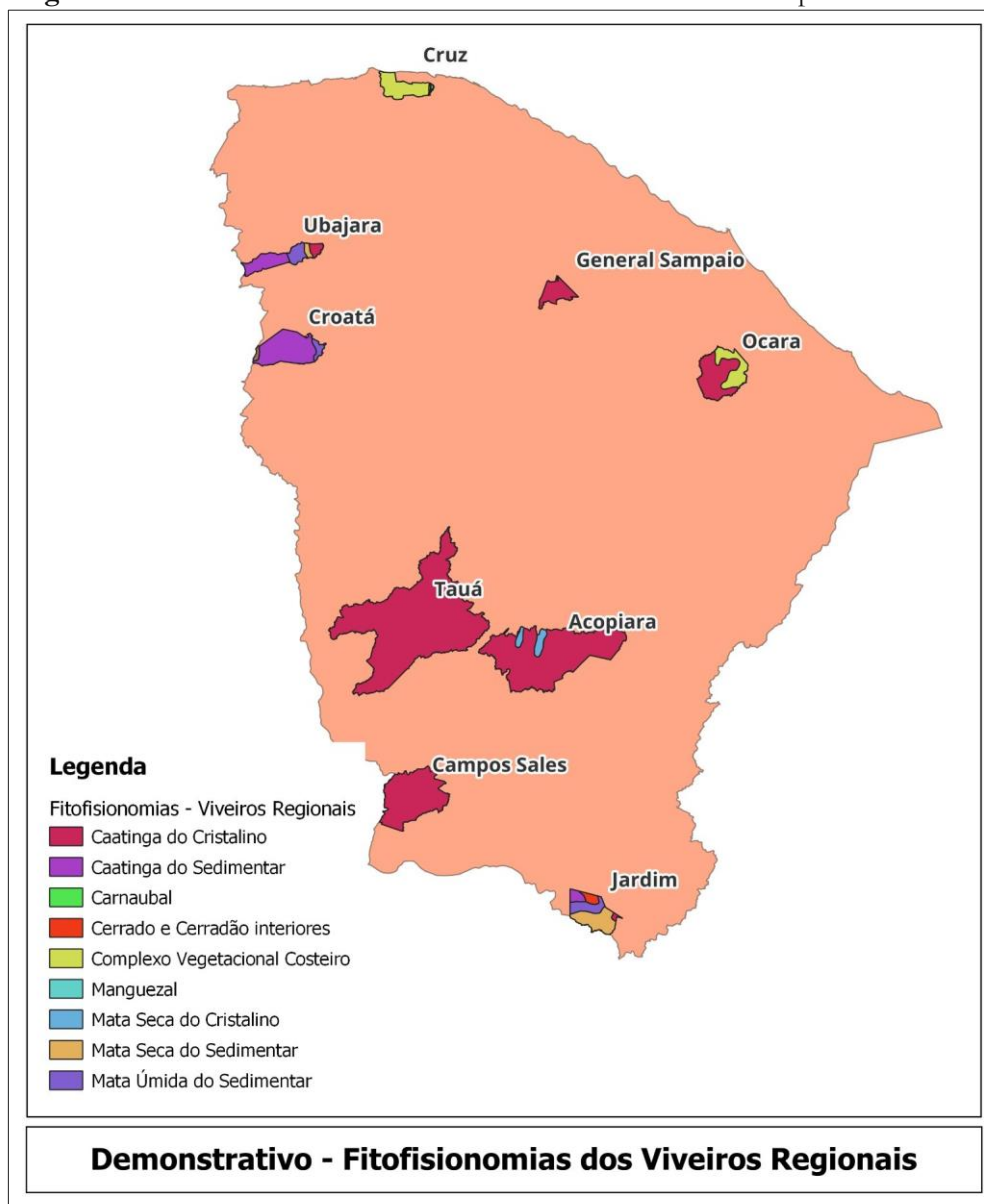 Cruz
Ubajara
General Sampaio
Croatá
Ocara
Tauá
Acopiara
Campos Sales
Jardim
Legenda
Fitofisionomias - Viveiros Regionais
Caatinga do Cristalino
Caatinga do Sedimentar
Carnaubal
Cerrado e Cerradão interiores
Complexo Vegetacional Costeiro
Manguezal
Mata Seca do Cristalino
Mata Seca do Sedimentar
Mata Úmida do Sedimentar
Demonstrativo - Fitofisionomias dos Viveiros Regionais